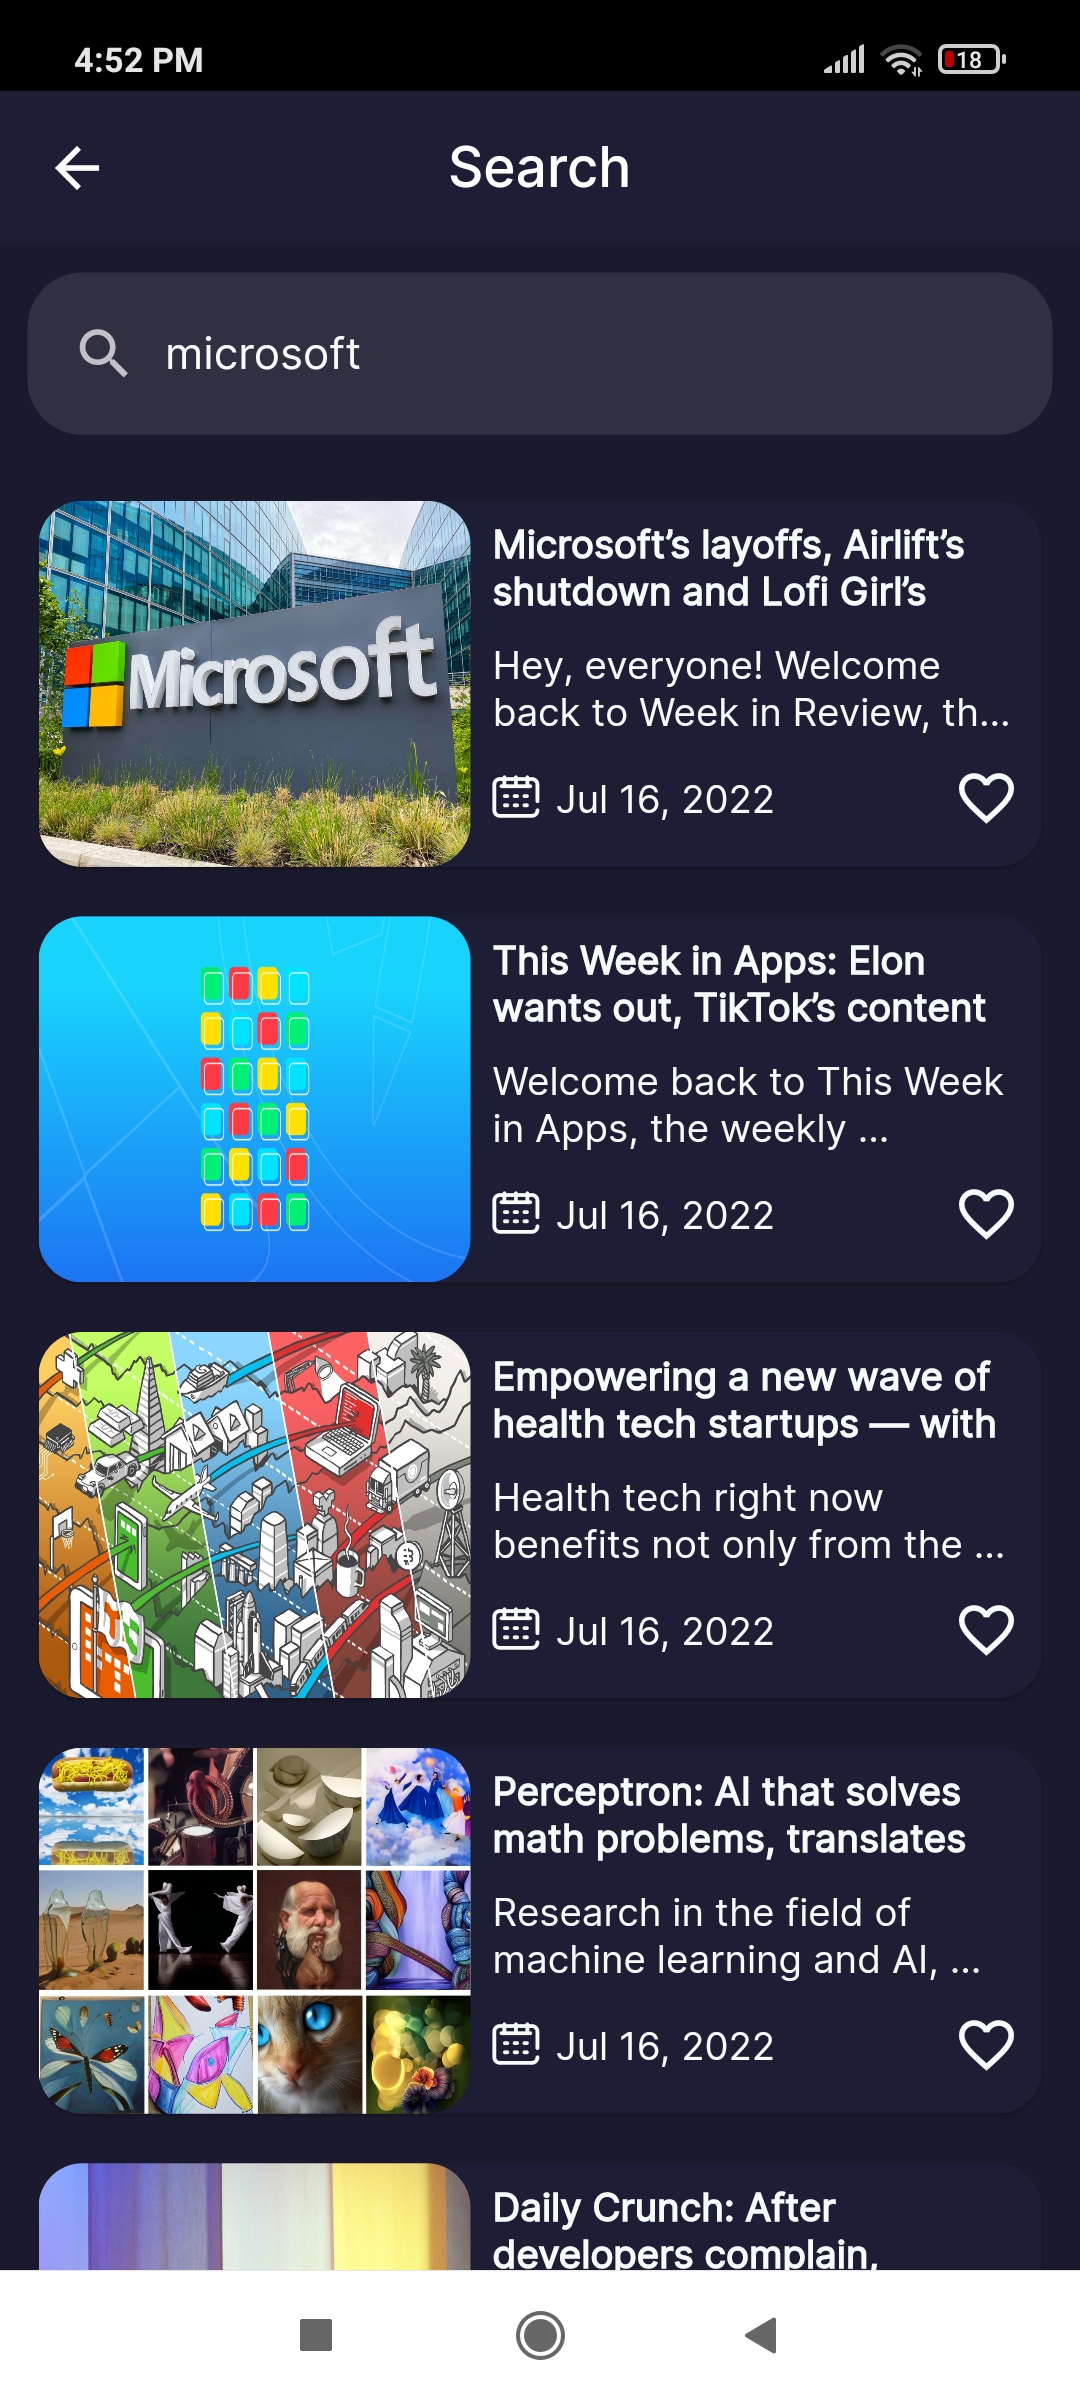 4:52 PM
18
Search
microsoft
Microsoft
Microsoft’s layoffs, Airlift’s
shutdown and Lofi Girl’s
Hey, everyone! Welcome
back to Week in Review, th...
Jul 16, 2022
This Week in Apps: Elon
wants out, TikTok’s content
Welcome back to This Week
in Apps, the weekly ...
Jul 16, 2022
Empowering a new wave of
health tech startups — with
Health tech right now
benefits not only from the ...
Jul 16, 2022
Perceptron: AI that solves
math problems, translates
Research in the field of
machine learning and AI, ...
Jul 16, 2022
Daily Crunch: After
developers complain,